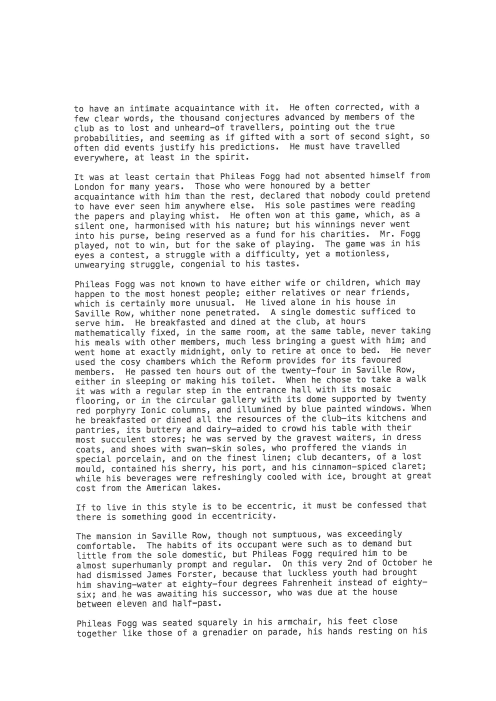 to have an intimate acquaintance with it.  He often corrected, with a
few clear words, the thousand conjectures advanced by members of the
club as to lost and unheard-of travellers, pointing out the true
probabilities, and seeming as if gifted with a sort of second sight, so
often did events justify his predictions.  He must have travelled
everywhere, at least in the spirit.

It was at least certain that Phileas Fogg had not absented himself from
London for many years.  Those who were honoured by a better
acquaintance with him than the rest, declared that nobody could pretend
to have ever seen him anywhere else.  His sole pastimes were reading
the papers and playing whist.  He often won at this game, which, as a
silent one, harmonised with his nature; but his winnings never went
into his purse, being reserved as a fund for his charities.  Mr. Fogg
played, not to win, but for the sake of playing.  The game was in his
eyes a contest, a struggle with a difficulty, yet a motionless,
unwearying struggle, congenial to his tastes.

Phileas Fogg was not known to have either wife or children, which may
happen to the most honest people; either relatives or near friends,
which is certainly more unusual.  He lived alone in his house in
Saville Row, whither none penetrated.  A single domestic sufficed to
serve him.  He breakfasted and dined at the club, at hours
mathematically fixed, in the same room, at the same table, never taking
his meals with other members, much less bringing a guest with him; and
went home at exactly midnight, only to retire at once to bed.  He never
used the cosy chambers which the Reform provides for its favoured
members.  He passed ten hours out of the twenty-four in Saville Row,
either in sleeping or making his toilet.  When he chose to take a walk
it was with a regular step in the entrance hall with its mosaic
flooring, or in the circular gallery with its dome supported by twenty
red porphyry Ionic columns, and illumined by blue painted windows. When
he breakfasted or dined all the resources of the club—its kitchens and
pantries, its buttery and dairy—aided to crowd his table with their
most succulent stores; he was served by the gravest waiters, in dress
coats, and shoes with swan-skin soles, who proffered the viands in
special porcelain, and on the finest linen; club decanters, of a lost
mould, contained his sherry, his port, and his cinnamon-spiced claret;
while his beverages were refreshingly cooled with ice, brought at great
cost from the American lakes.

If to live in this style is to be eccentric, it must be confessed that
there is something good in eccentricity.

The mansion in Saville Row, though not sumptuous, was exceedingly
comfortable.  The habits of its occupant were such as to demand but
little from the sole domestic, but Phileas Fogg required him to be
almost superhumanly prompt and regular.  On this very 2nd of October he
had dismissed James Forster, because that luckless youth had brought
him shaving-water at eighty-four degrees Fahrenheit instead of eighty-
six; and he was awaiting his successor, who was due at the house
between eleven and half-past.

Phileas Fogg was seated squarely in his armchair, his feet close
together like those of a grenadier on parade, his hands resting on his